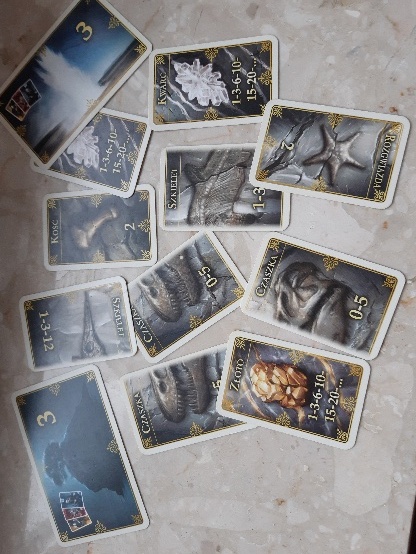 3
KWARC
1-3-6-10-
15-20-...
1-3-6-10-
15-20-...
2
ROZGWIAZDA
SZKIELET
1-3
KOŚĆ
2
CZASZKA
0-5
CZASZKA
0-5
SZKIELET
1-3-12
CZASZKA
5
ZŁOTO
1-3-6-10-
15-20-...
3